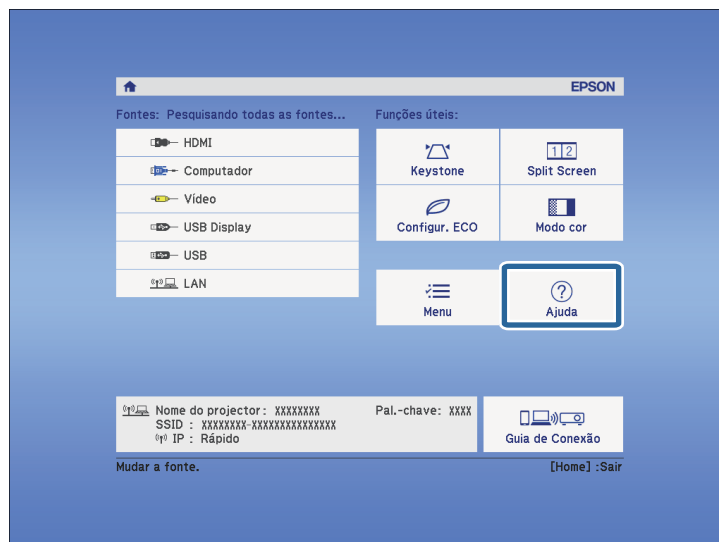 EPSON
Fontes: Pesquisando todas as fontes...
HDMI
Computador
Vídeo
USB Display
USB
LAN
Funções úteis:
Keystone
1 2
Split Screen
Configur. ECO
Modo cor
Menu
?
Ajuda
Nome do projector: XXXXXXXX
SSID : XXXXXXXX-XXXXXXXXXXXXXXX
IP : Rápido
Pal.-chave: XXXX
Guia de Conexão
Mudar a fonte.
[Home] :Sair